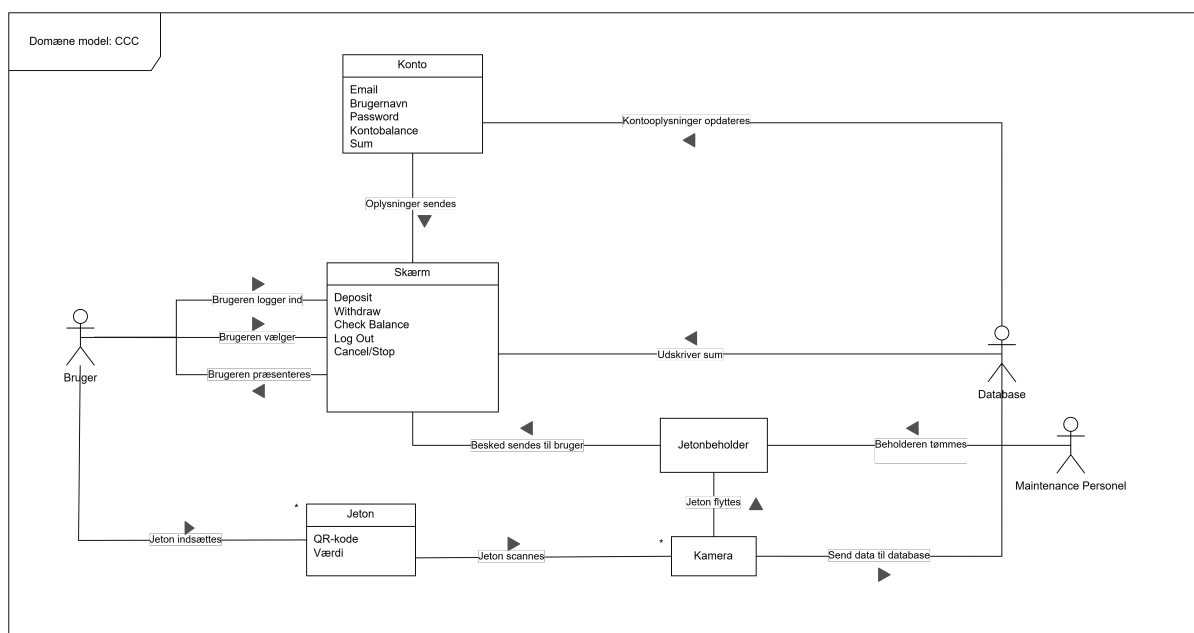 Domæne model: CCC
Konto
Email
Brugernavn
Password
Kontobalance
Sum
Kontooplysninger opdateres
Oplysninger sendes
Skærm
Deposit
Withdraw
Check Balance
Log Out
Cancel/Stop
Brugeren logger ind
Brugeren vælger
Brugeren præsenteres
Bruger
Udskriver sum
Database
Besked sendes til bruger
Jetonbeholder
Beholderen tømmes
Maintenance Personel
Jeton flyttes
*
Jeton
QR-kode
Værdi
Jeton indsættes
Jeton scannes
*
Kamera
Send data til database